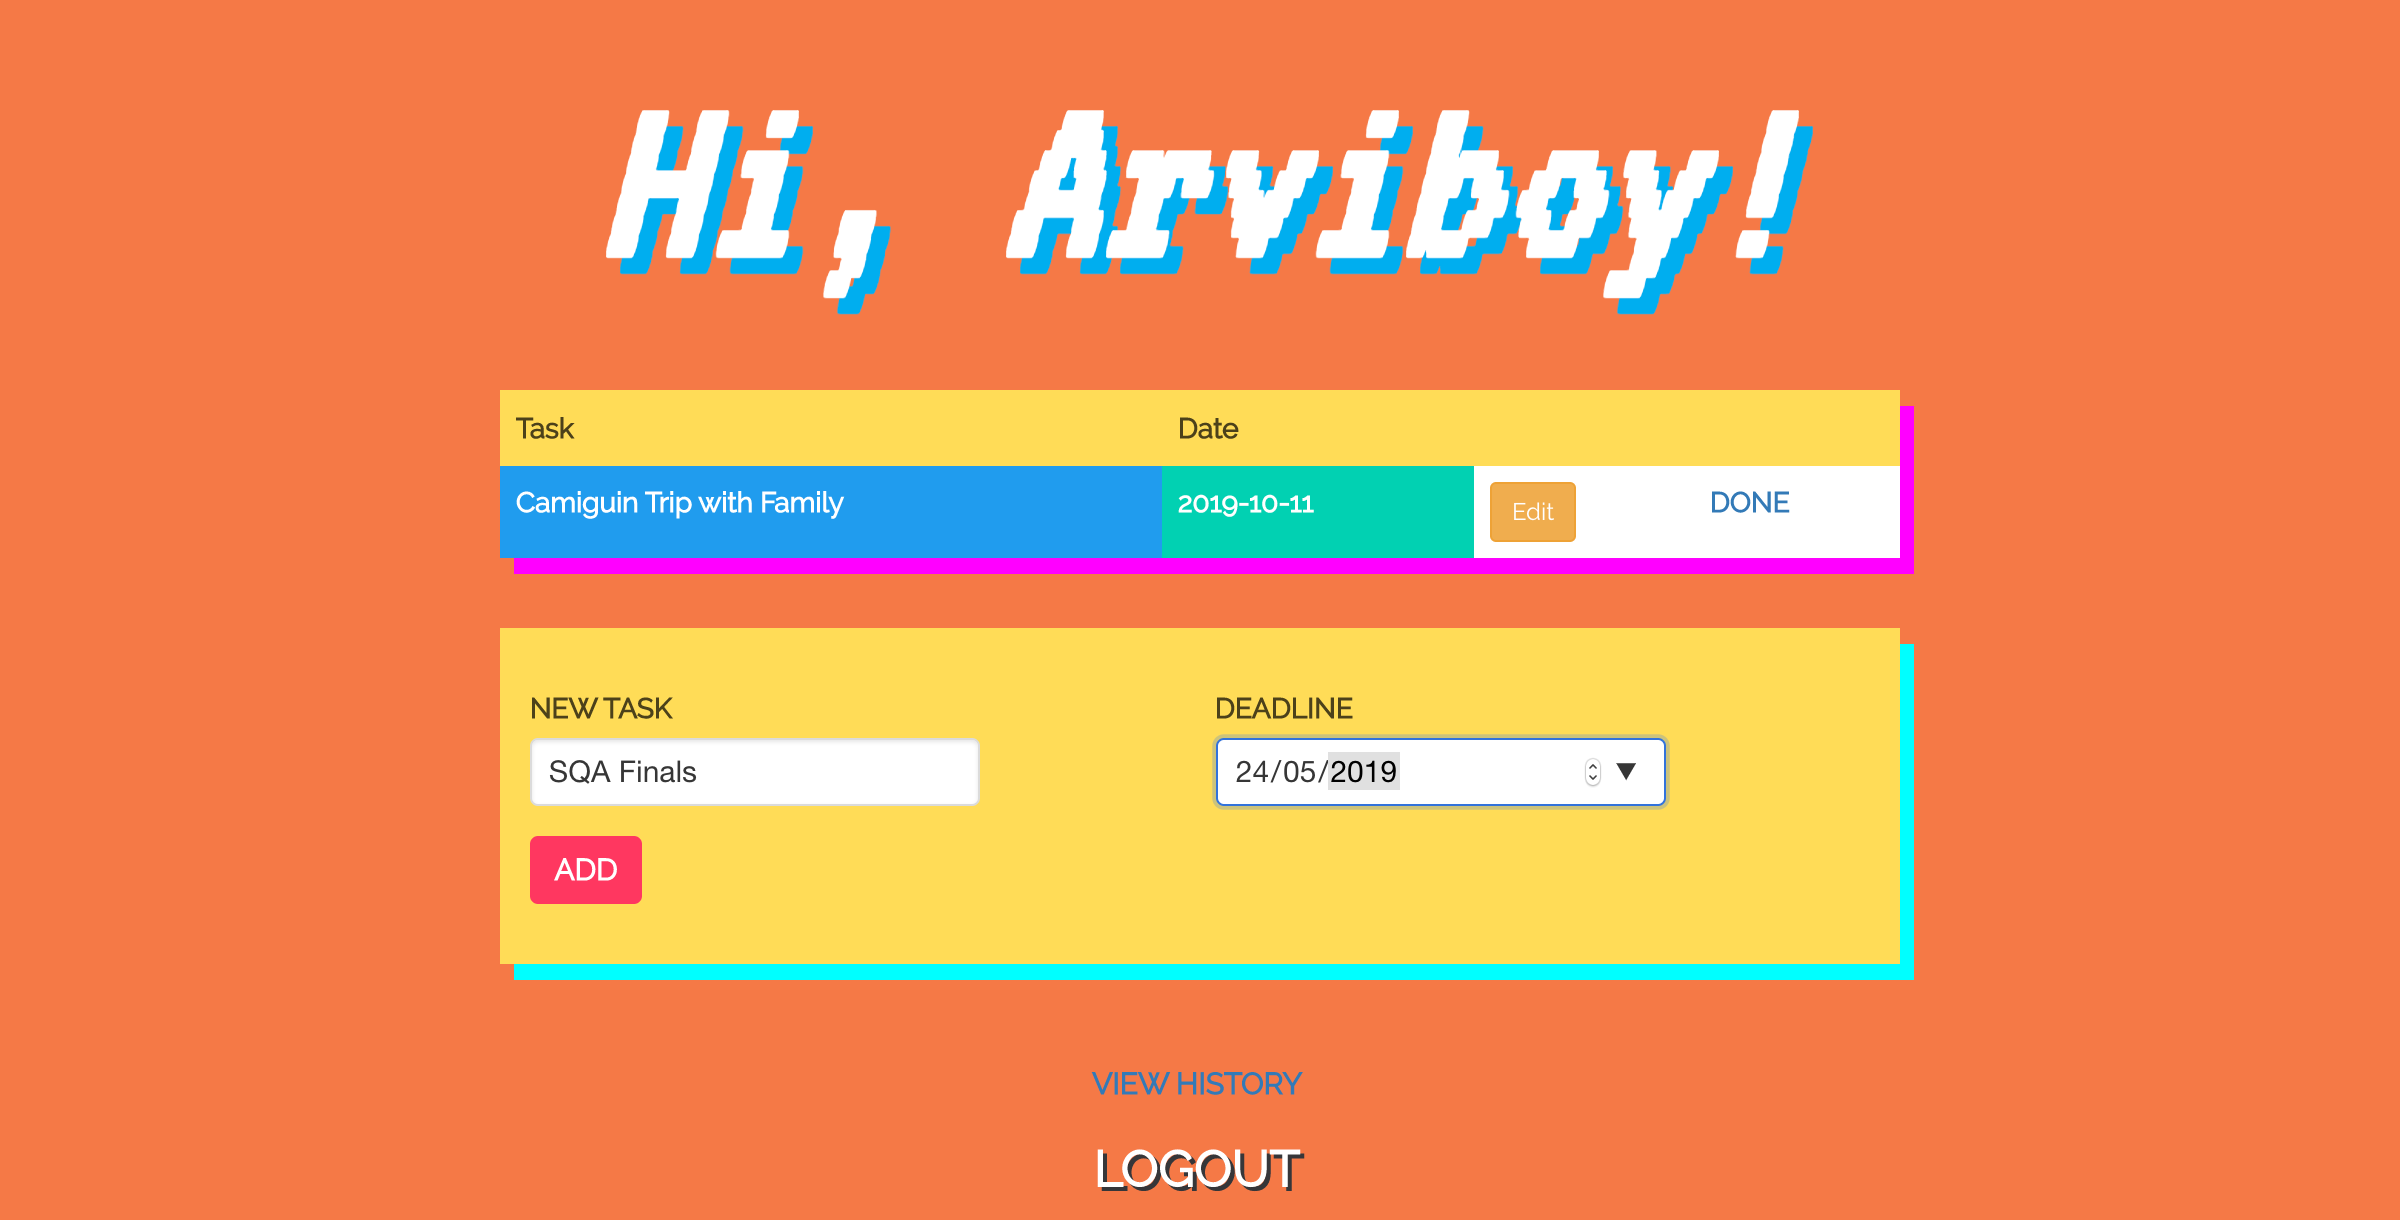 Hi, Arviboy!
Task Date
Camiguin Trip with Family 2019-10-11 Edit DONE
NEW TASK DEADLINE
SQA Finals 24/05/2019
ADD
VIEW HISTORY
LOGOUT